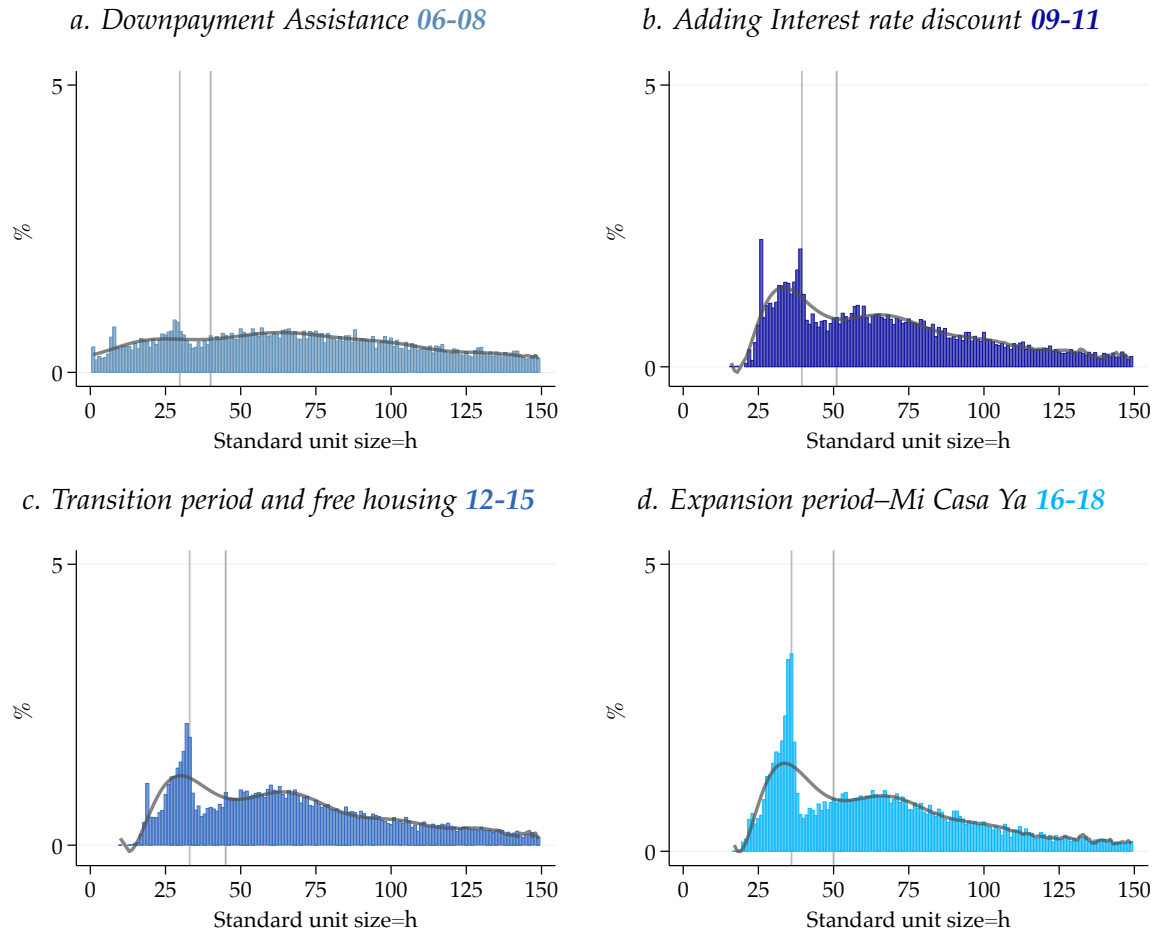 a. Downpayment Assistance 06-08
5
%
0
0 25 50 75 100 125 150
Standard unit size=h
b. Adding Interest rate discount 09-11
5
%
0
0 25 50 75 100 125 150
Standard unit size=h
c. Transition period and free housing 12-15
5
%
0
0 25 50 75 100 125 150
Standard unit size=h
d. Expansion period–Mi Casa Ya 16-18
5
%
0
0 25 50 75 100 125 150
Standard unit size=h